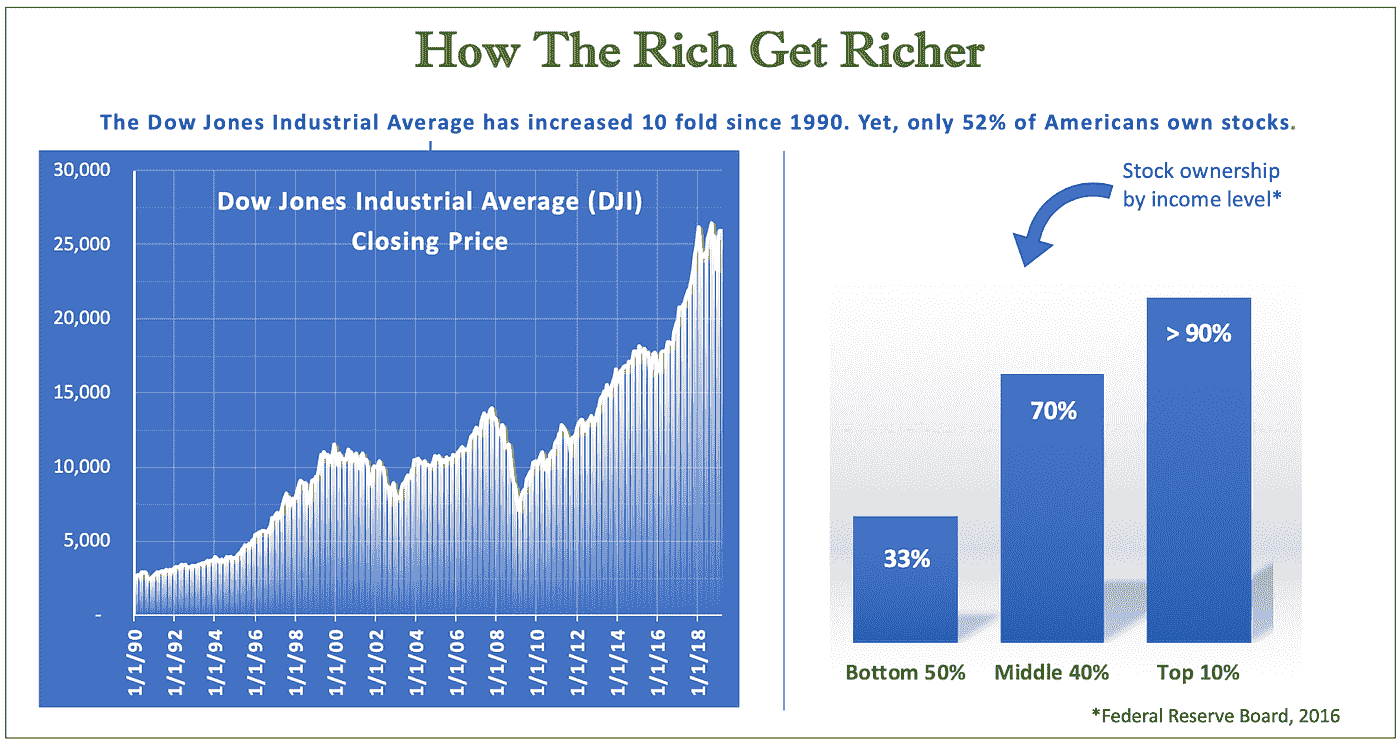 How The Rich Get Richer
The Dow Jones Industrial Average has increased 10 fold since 1990. Yet, only 52% of Americans own stocks.
Dow Jones Industrial Average (DJI)
Closing Price
30,000
25,000
20,000
15,000
10,000
5,000
-
1/1/90
1/1/92
1/1/94
1/1/96
1/1/98
1/1/00
1/1/02
1/1/04
1/1/06
1/1/08
1/1/10
1/1/12
1/1/14
1/1/16
1/1/18
Stock ownership
by income level*
33%
70%
> 90%
Bottom 50%
Middle 40%
Top 10%
*Federal Reserve Board, 2016